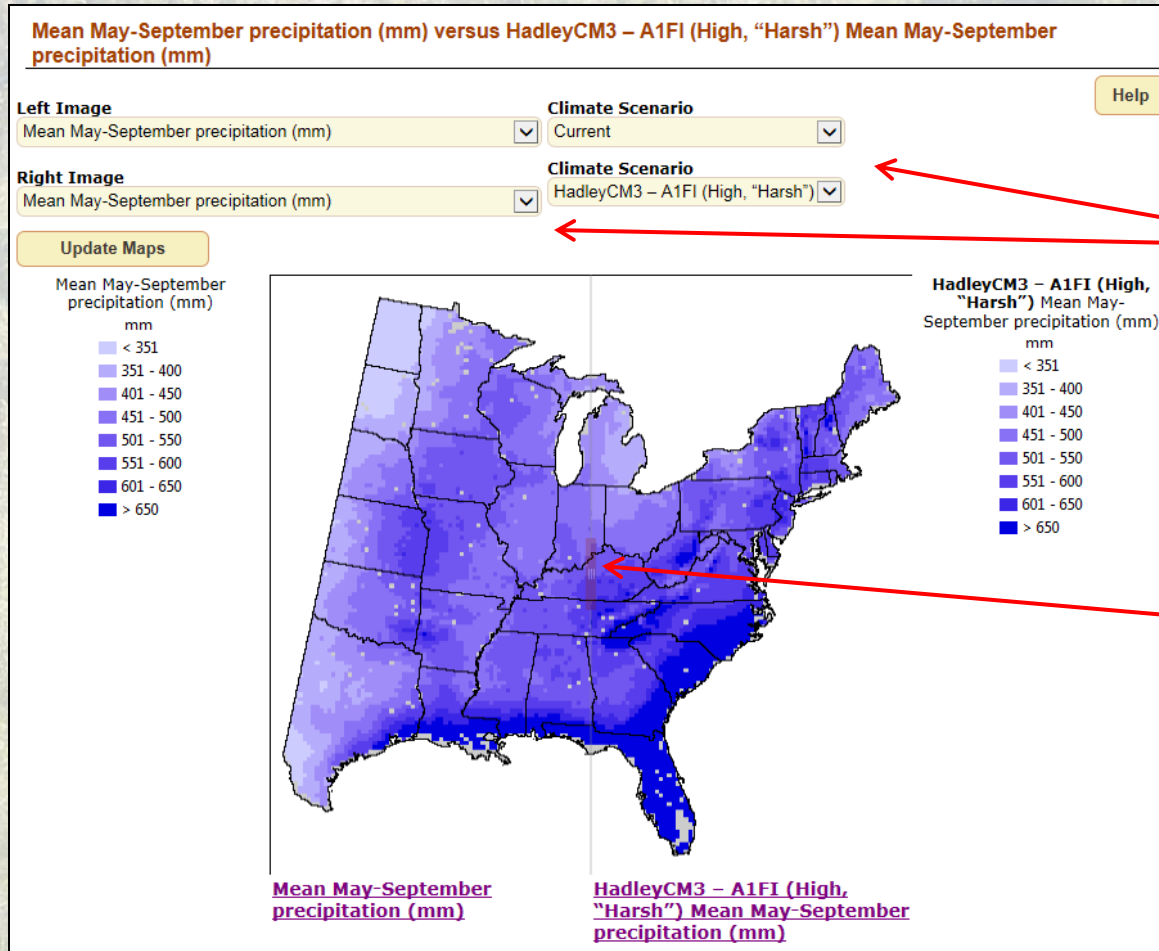 Mean May-September precipitation (mm) versus HadleyCM3 – A1FI (High, “Harsh”) Mean May-September
precipitation (mm)
Help
Left Image
Climate Scenario
Mean May-September precipitation (mm)
Current
Right Image
Climate Scenario
Mean May-September precipitation (mm)
HadleyCM3 – A1FI (High, “Harsh”)
Update Maps
Mean May-September
precipitation (mm)
mm
< 351
351 - 400
401 - 450
451 - 500
501 - 550
551 - 600
601 - 650
> 650
HadleyCM3 – A1FI (High,
“Harsh”) Mean May-
September precipitation (mm)
mm
< 351
351 - 400
401 - 450
451 - 500
501 - 550
551 - 600
601 - 650
> 650
Mean May-September
precipitation (mm)
HadleyCM3 – A1FI (High,
“Harsh”) Mean May-September
precipitation (mm)